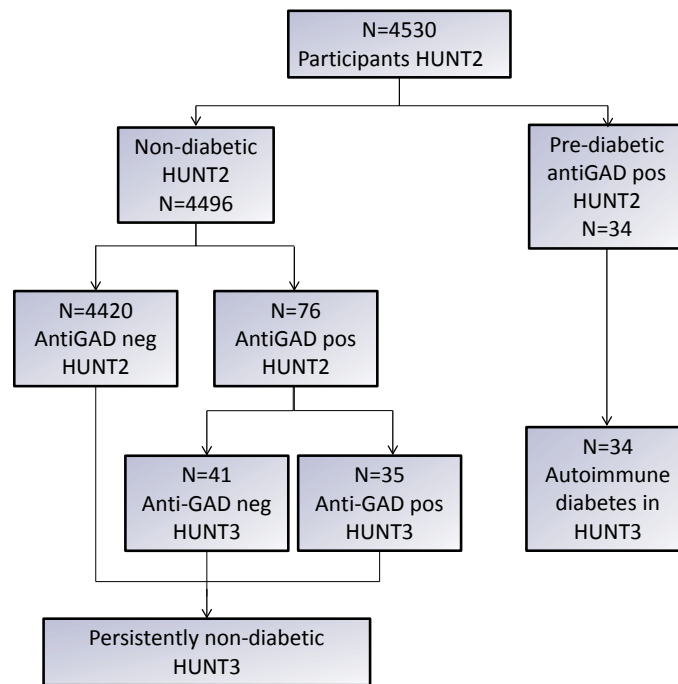 N=4530
Participants HUNT2
Non-diabetic
HUNT2
N=4496
Pre-diabetic
antiGAD pos
HUNT2
N=34
N=4420
AntiGAD neg
HUNT2
N=76
AntiGAD pos
HUNT2
N=41
Anti-GAD neg
HUNT3
N=35
Anti-GAD pos
HUNT3
N=34
Autoimmune
diabetes in
HUNT3
Persistently non-diabetic
HUNT3